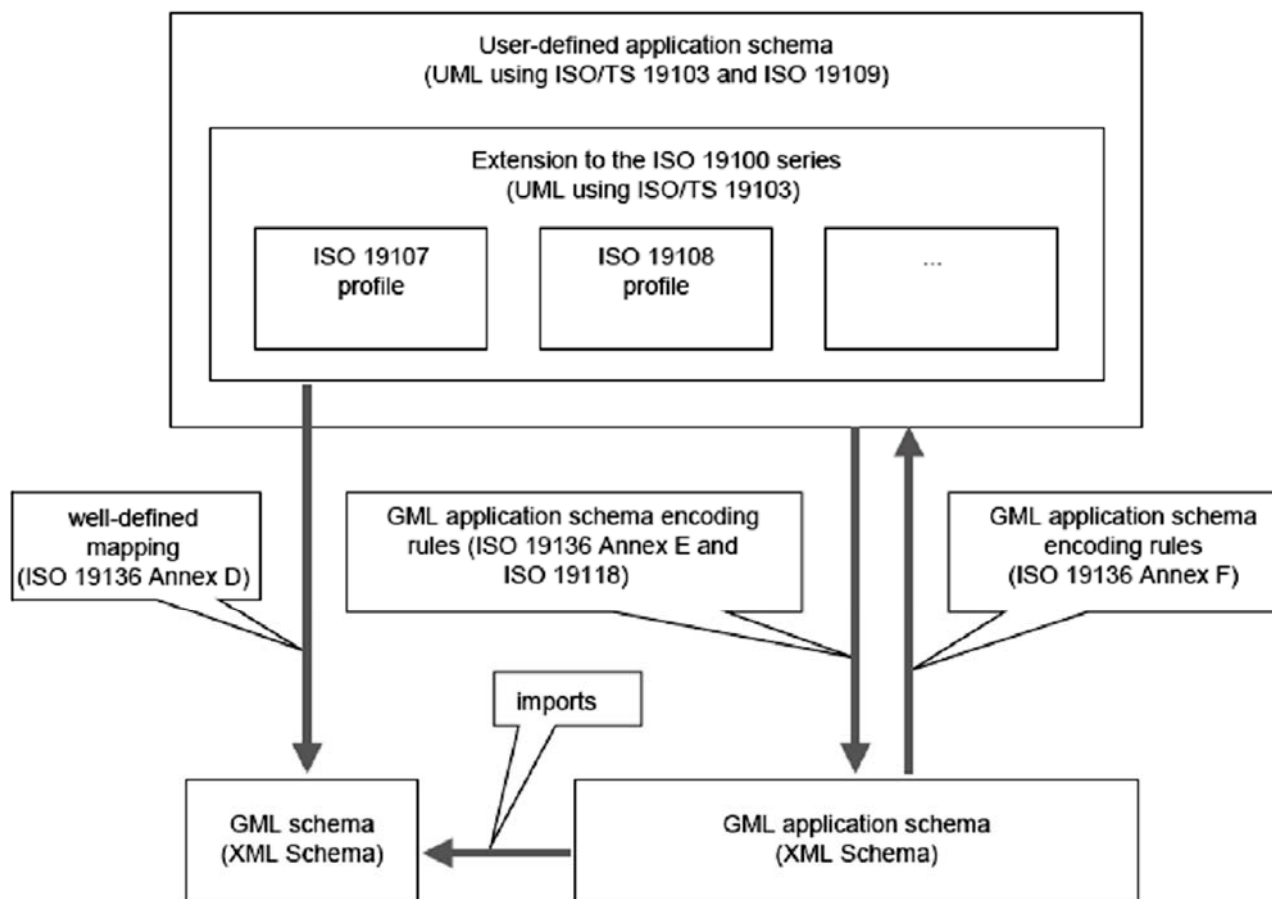 User-defined application schema
(UML using ISO/TS 19103 and ISO 19109)
Extension to the ISO 19100 series
(UML using ISO/TS 19103)
ISO 19107
profile
ISO 19108
profile
...
well-defined
mapping
(ISO 19136 Annex D)
GML application schema encoding
rules (ISO 19136 Annex E and
ISO 19118)
GML application schema
encoding rules
(ISO 19136 Annex F)
imports
GML schema
(XML Schema)
GML application schema
(XML Schema)